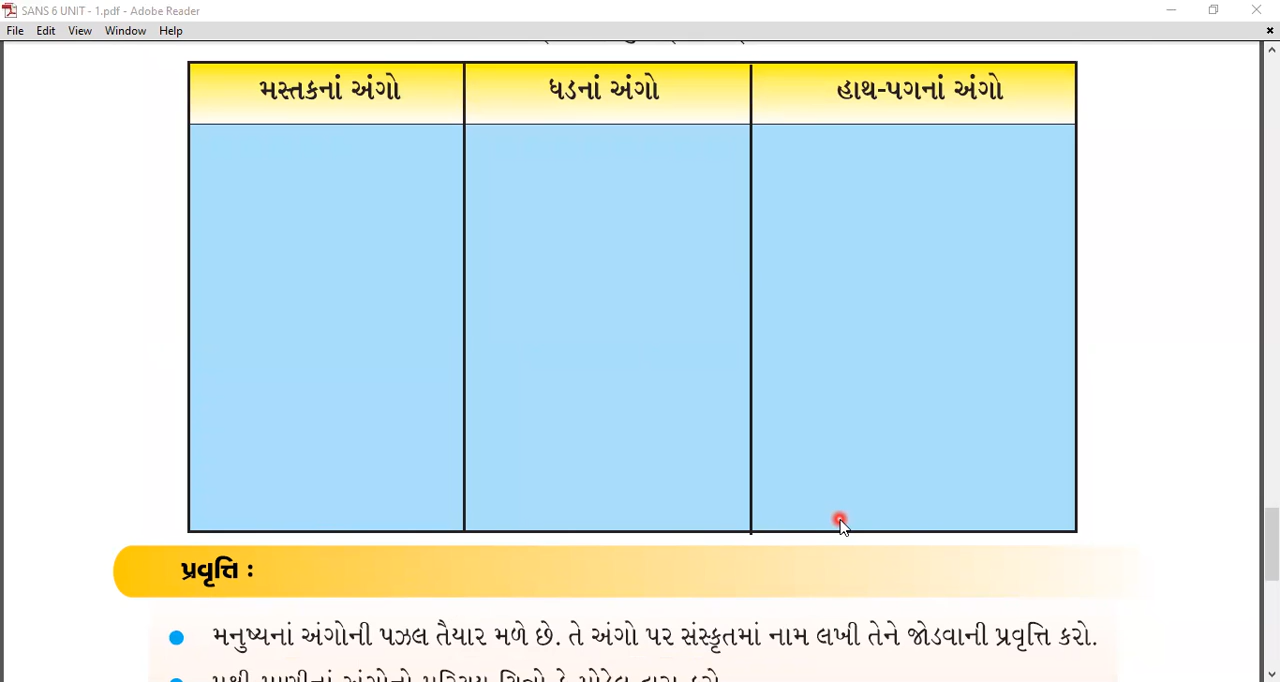 SANS 6 UNIT - 1.pdf - Adobe Reader
File Edit View Window Help
મસ્તકનાં અંગો ધડનાં અંગો હાથ-પગનાં અંગો
પ્રવૃત્તિ :
મનુષ્યનાં અંગોની પઝલ તૈયાર મળે છે. તે અંગો પર સંસ્કૃતમાં નામ લખી તેને જોડવાની પ્રવૃત્તિ કરો.